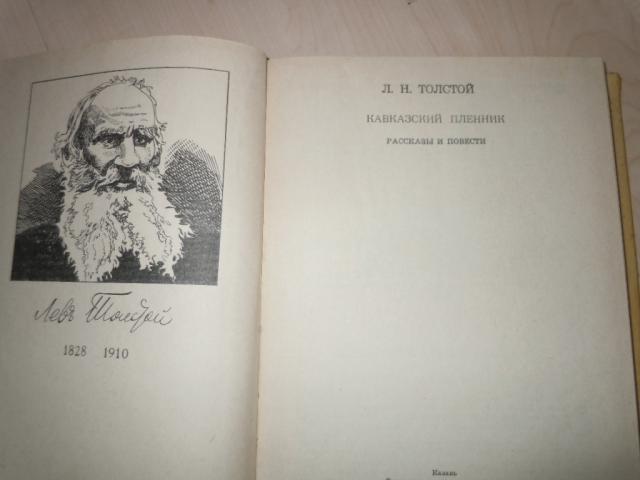 Левъ Толстой
1828 1910
Л. Н. ТОЛСТОЙ
КАВКАЗСКИЙ ПЛЕННИК
РАССКАЗЫ И ПОВЕСТИ
Казань